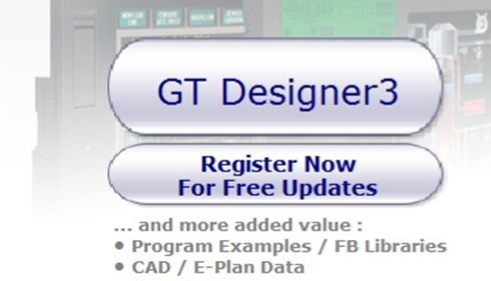 GT Designer3
Register Now
For Free Updates
... and more added value :
• Program Examples / FB Libraries
• CAD / E-Plan Data